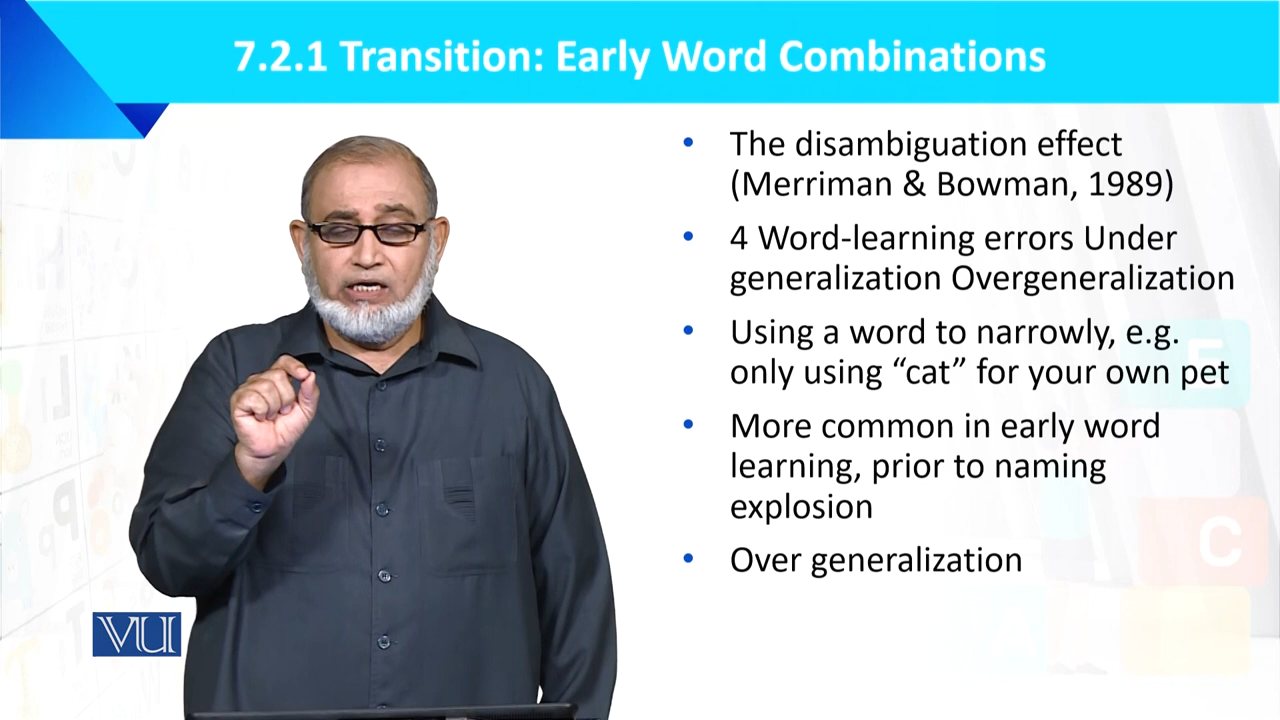 7.2.1 Transition: Early Word Combinations
• The disambiguation effect
(Merriman & Bowman, 1989)
• 4 Word-learning errors Under
generalization Overgeneralization
• Using a word to narrowly, e.g.
only using “cat” for your own pet
• More common in early word
learning, prior to naming
explosion
• Over generalization
VU
C